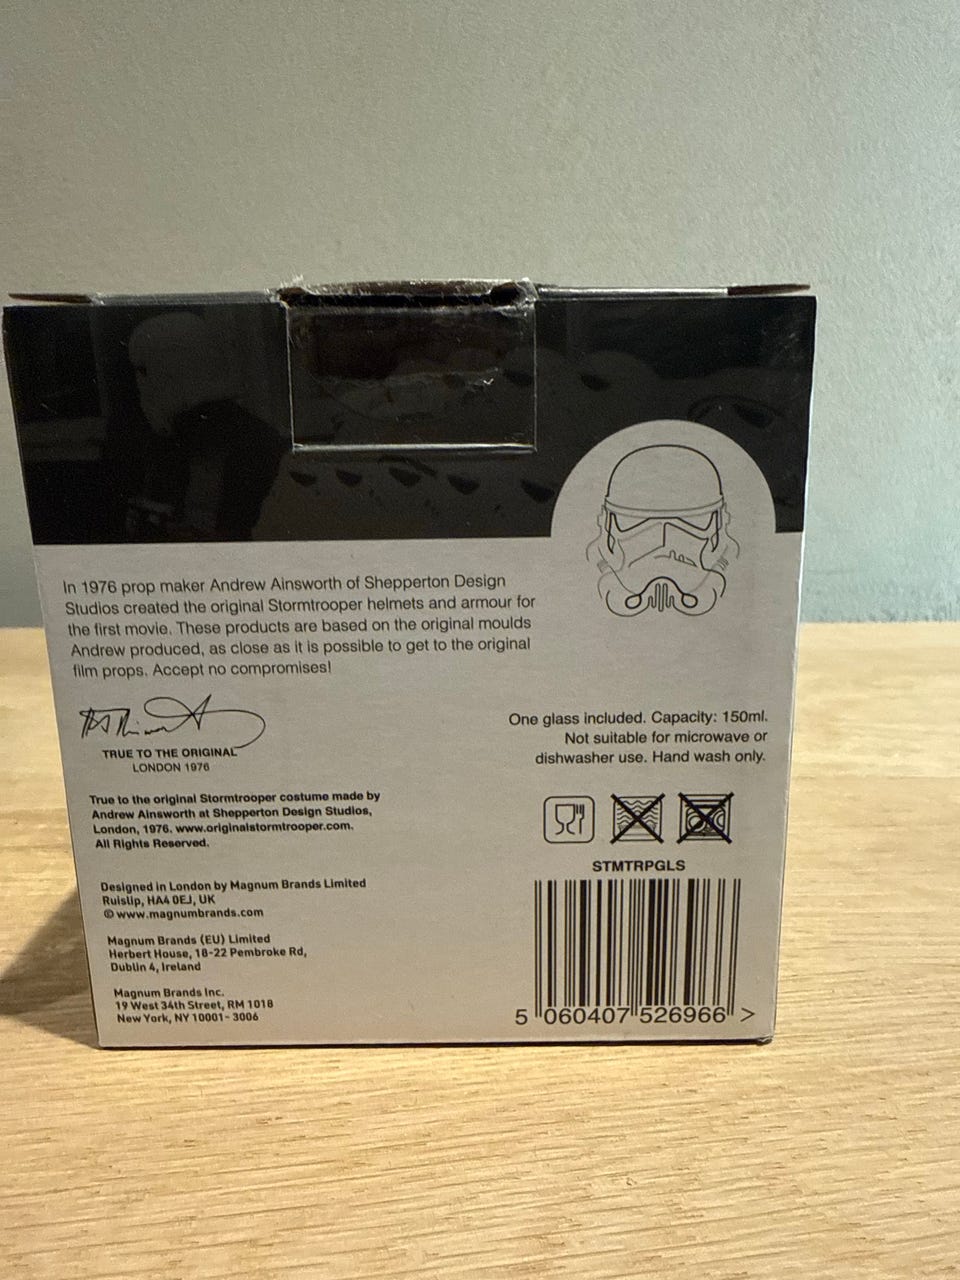 In 1976 prop maker Andrew Ainsworth of Shepperton Design
Studios created the original Stormtrooper helmets and armour for
the first movie. These products are based on the original moulds
Andrew produced, as close as it is possible to get to the original
film props. Accept no compromises!
TRUE TO THE ORIGINAL
LONDON 1976
True to the original Stormtrooper costume made by
Andrew Ainsworth at Shepperton Design Studios,
London, 1976. www.originalstormtrooper.com.
All Rights Reserved.
Designed in London by Magnum Brands Limited
Ruislip, HA4 0EJ, UK
© www.magnumbrands.com
Magnum Brands (EU) Limited
Herbert House, 18-22 Pembroke Rd,
Dublin 4, Ireland
Magnum Brands Inc.
19 West 34th Street, RM 1018
New York, NY 10001- 3006
One glass included. Capacity: 150ml.
Not suitable for microwave or
dishwasher use. Hand wash only.
STMTRPGLS
5 060407 526966 >